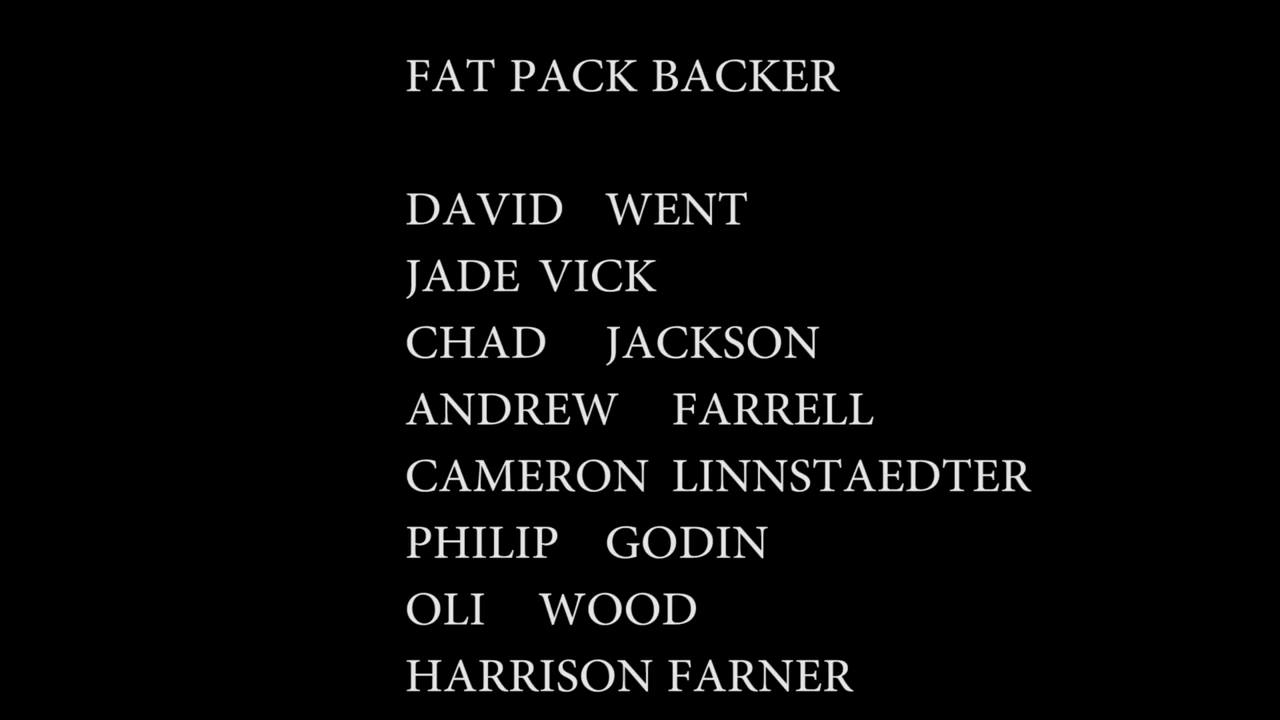 FAT PACK BACKER
DAVID WENT
JADE VICK
CHAD JACKSON
ANDREW FARRELL
CAMERON LINNSTAEDTER
PHILIP GODIN
OLI WOOD
HARRISON FARNER